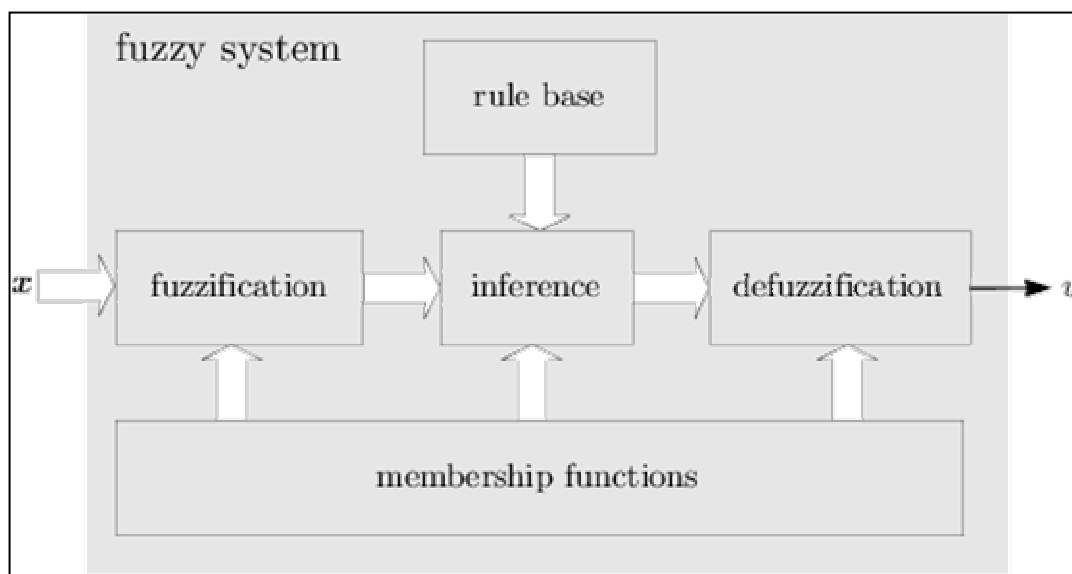 fuzzy system
rule base
x
fuzzification
inference
defuzzification
membership functions